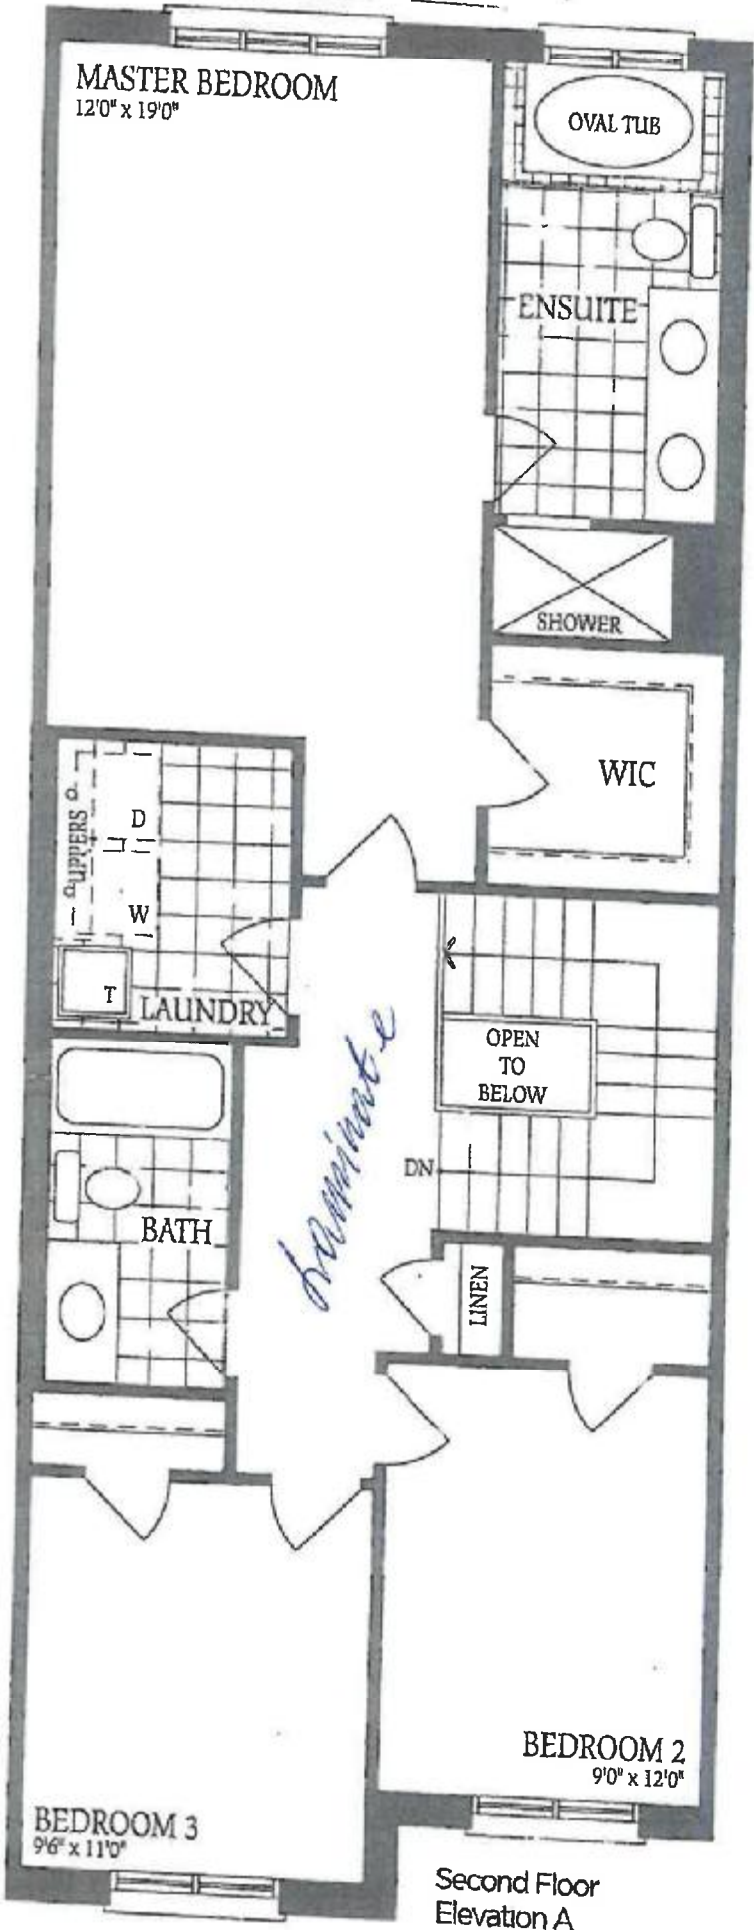 MASTER BEDROOM
12'0" x 19'0"
OVAL TUB
ENSUITE
SHOWER
WIC
UPPERS
D
W
T
LAUNDRY
OPEN
TO
BELOW
DN
Laminate
BATH
LINEN
BEDROOM 2
9'0" x 12'0"
BEDROOM 3
9'6" x 11'0"
Second Floor
Elevation A